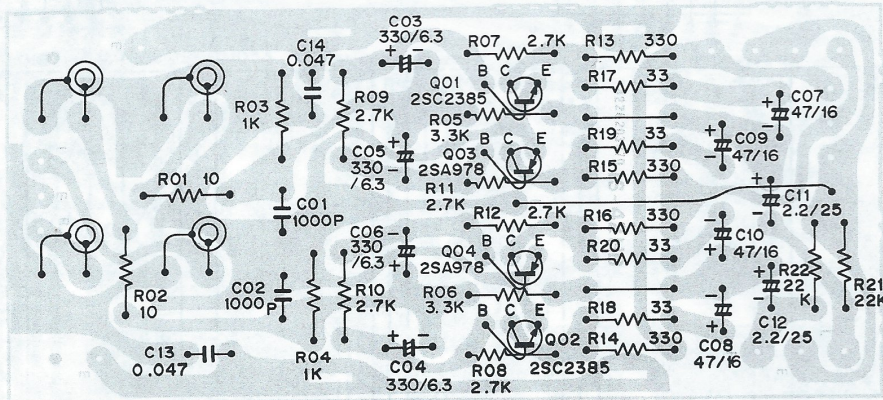 C03
330/6.3
+ -
R07 2.7K
R13 330
C14
0.047
B C E
Q01
2SC2385
R17 33
R03
1K
R09
2.7K
R05
3.3K
+
-
C07
47/16
C05
330
/6.3
+
-
B C E
Q03
2SA978
R19 33
+
-
C09
47/16
R01 10
R11
2.7K
R15 330
C01
1000P
R12 2.7K
R16 330
+
-
C11
2.2/25
C06
330
/6.3
-
+
B C E
Q04
2SA978
R20 33
-
+
C10
47/16
R02
10
C02
1000P
R10
2.7K
R06
3.3K
+
-
C12
2.2/25
R22
22
K
R21
22K
B C E
R18 33
-
+
C08
47/16
C13
0.047
R04
1K
+ -
C04
330/6.3
R08
2.7K
Q02
2SC2385
R14 330